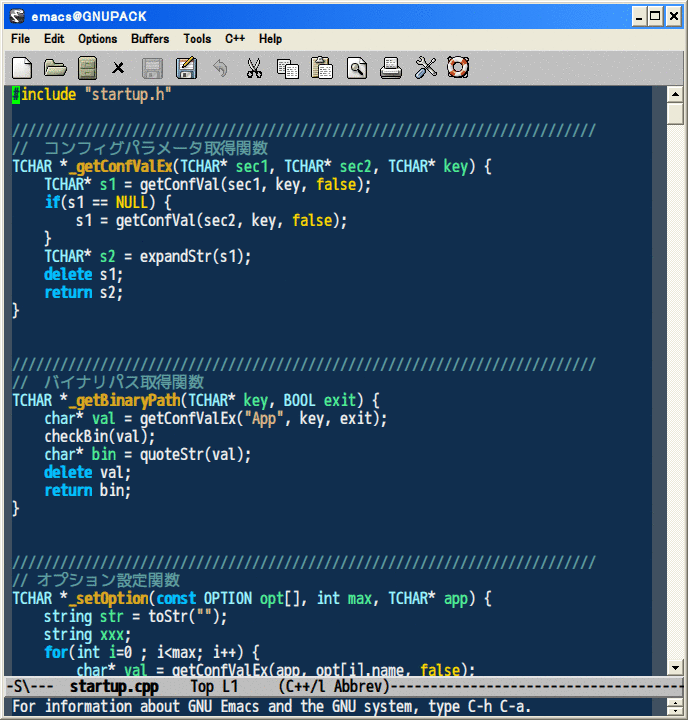 emacs@GNUPACK
File Edit Options Buffers Tools C++ Help
#include "startup.h"
/////////////////////////////////////////////////////////////////////////
// コンフィグパラメータ取得関数
TCHAR *_getConfValEx(TCHAR* sec1, TCHAR* sec2, TCHAR* key) {
    TCHAR* s1 = getConfVal(sec1, key, false);
    if(s1 == NULL) {
        s1 = getConfVal(sec2, key, false);
    }
    TCHAR* s2 = expandStr(s1);
    delete s1;
    return s2;
}
/////////////////////////////////////////////////////////////////////////
// バイナリパス取得関数
TCHAR *_getBinaryPath(TCHAR* key, BOOL exit) {
    char* val = getConfValEx("App", key, exit);
    checkBin(val);
    char* bin = quoteStr(val);
    delete val;
    return bin;
}
/////////////////////////////////////////////////////////////////////////
// オプション設定関数
TCHAR *_setOption(const OPTION opt[], int max, TCHAR* app) {
    string str = toStr("");
    string xxx;
    for(int i=0 ; i<max; i++) {
        char* val = getConfValEx(app, opt[i].name, false);
-S\--- startup.cpp Top L1 (C++/l Abbrev)-------------------------------------
For information about GNU Emacs and the GNU system, type C-h C-a.